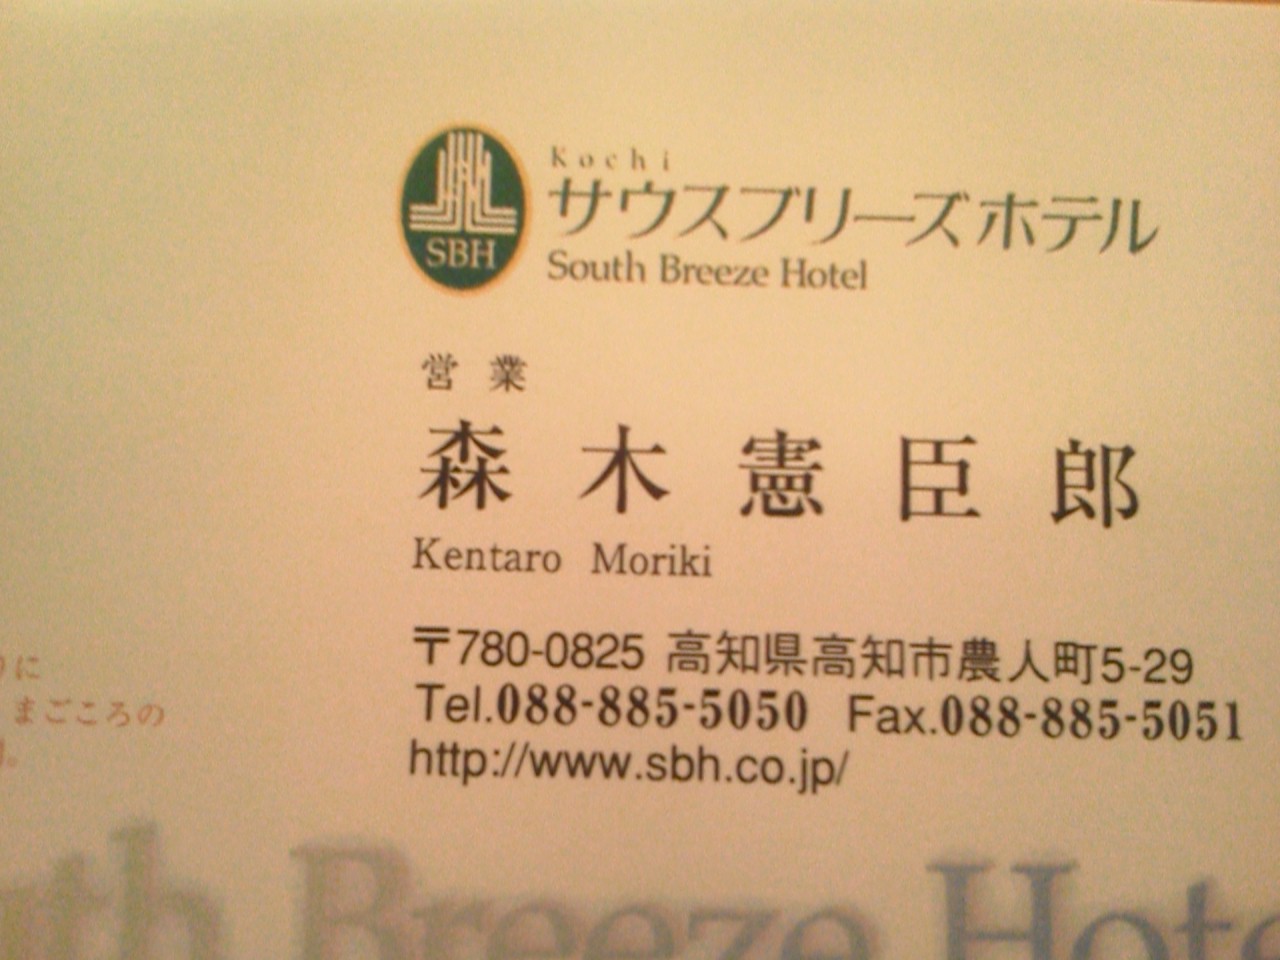 Kochi
サウスブリーズホテル
South Breeze Hotel
SBH
営業
森木憲臣郎
Kentaro Moriki
〒780-0825 高知県高知市農人町5-29
Tel.088-885-5050 Fax.088-885-5051
http://www.sbh.co.jp/
に
まごころの
Breeze